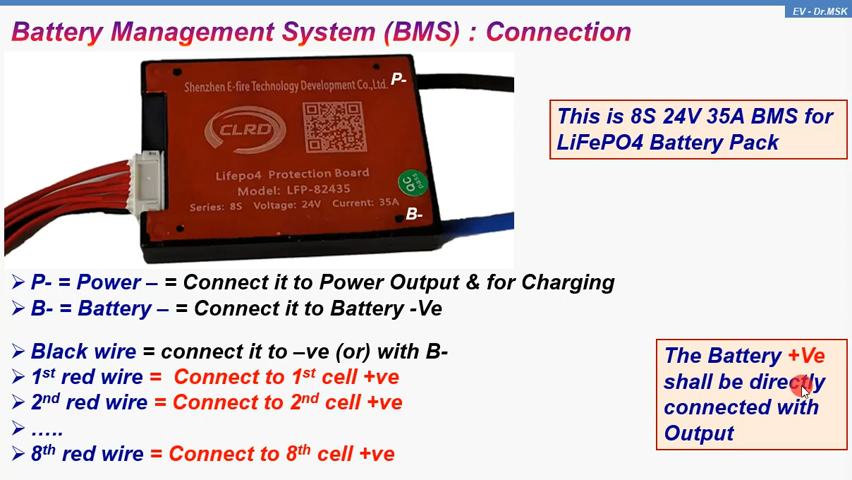 EV - Dr.MSK
Battery Management System (BMS) : Connection
P-
Shenzhen E-fire Technology Development Co.,Ltd.
CLRD
Lifepo4 Protection Board
Model: LFP-82435
Series: 8S Voltage: 24V Current: 35A
QC
pass
B-
This is 8S 24V 35A BMS for
LiFePO4 Battery Pack
P- = Power – = Connect it to Power Output & for Charging
B- = Battery – = Connect it to Battery -Ve
Black wire = connect it to –ve (or) with B-
1st red wire = Connect to 1st cell +ve
2nd red wire = Connect to 2nd cell +ve
…..
8th red wire = Connect to 8th cell +ve
The Battery +Ve
shall be directly
connected with
Output